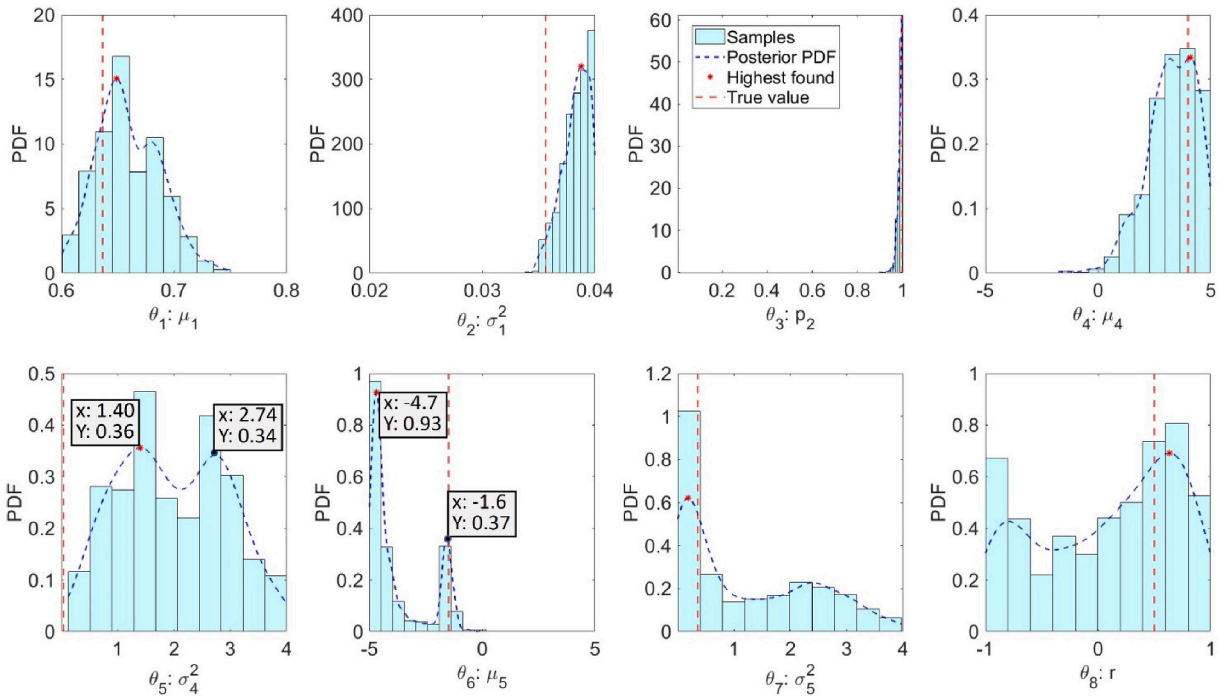 PDF
20
15
10
5
0
0.6
0.7
0.8
θ1: μ1
PDF
400
300
200
100
0
0.02
0.03
0.04
θ2: σ1^2
PDF
60
50
40
30
20
10
0
0.2
0.4
0.6
0.8
1
θ3: p2
Samples
Posterior PDF
Highest found
True value
PDF
0.4
0.3
0.2
0.1
0
-5
0
5
θ4: μ4
PDF
0.5
0.4
0.3
0.2
0.1
0
1
2
3
4
θ5: σ4^2
x: 1.40
Y: 0.36
x: 2.74
Y: 0.34
PDF
1
0.8
0.6
0.4
0.2
0
-5
0
5
θ6: μ5
x: -4.7
Y: 0.93
x: -1.6
Y: 0.37
PDF
1.2
1
0.8
0.6
0.4
0.2
0
1
2
3
4
θ7: σ5^2
PDF
1
0.8
0.6
0.4
0.2
0
-1
0
1
θ8: r